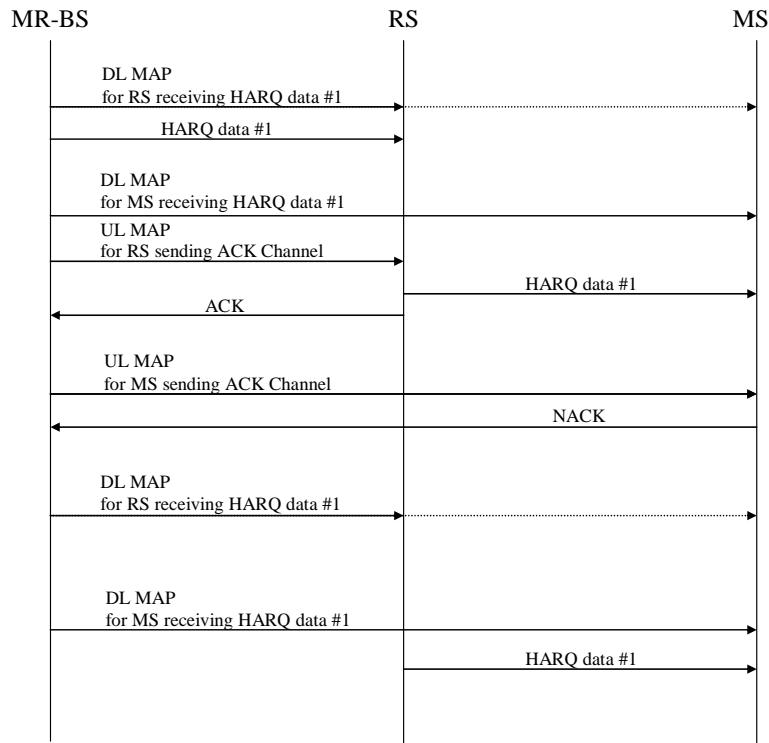 MR-BS RS MS
DL MAP
for RS receiving HARQ data #1
HARQ data #1
DL MAP
for MS receiving HARQ data #1
UL MAP
for RS sending ACK Channel
HARQ data #1
ACK
UL MAP
for MS sending ACK Channel
NACK
DL MAP
for RS receiving HARQ data #1
DL MAP
for MS receiving HARQ data #1
HARQ data #1